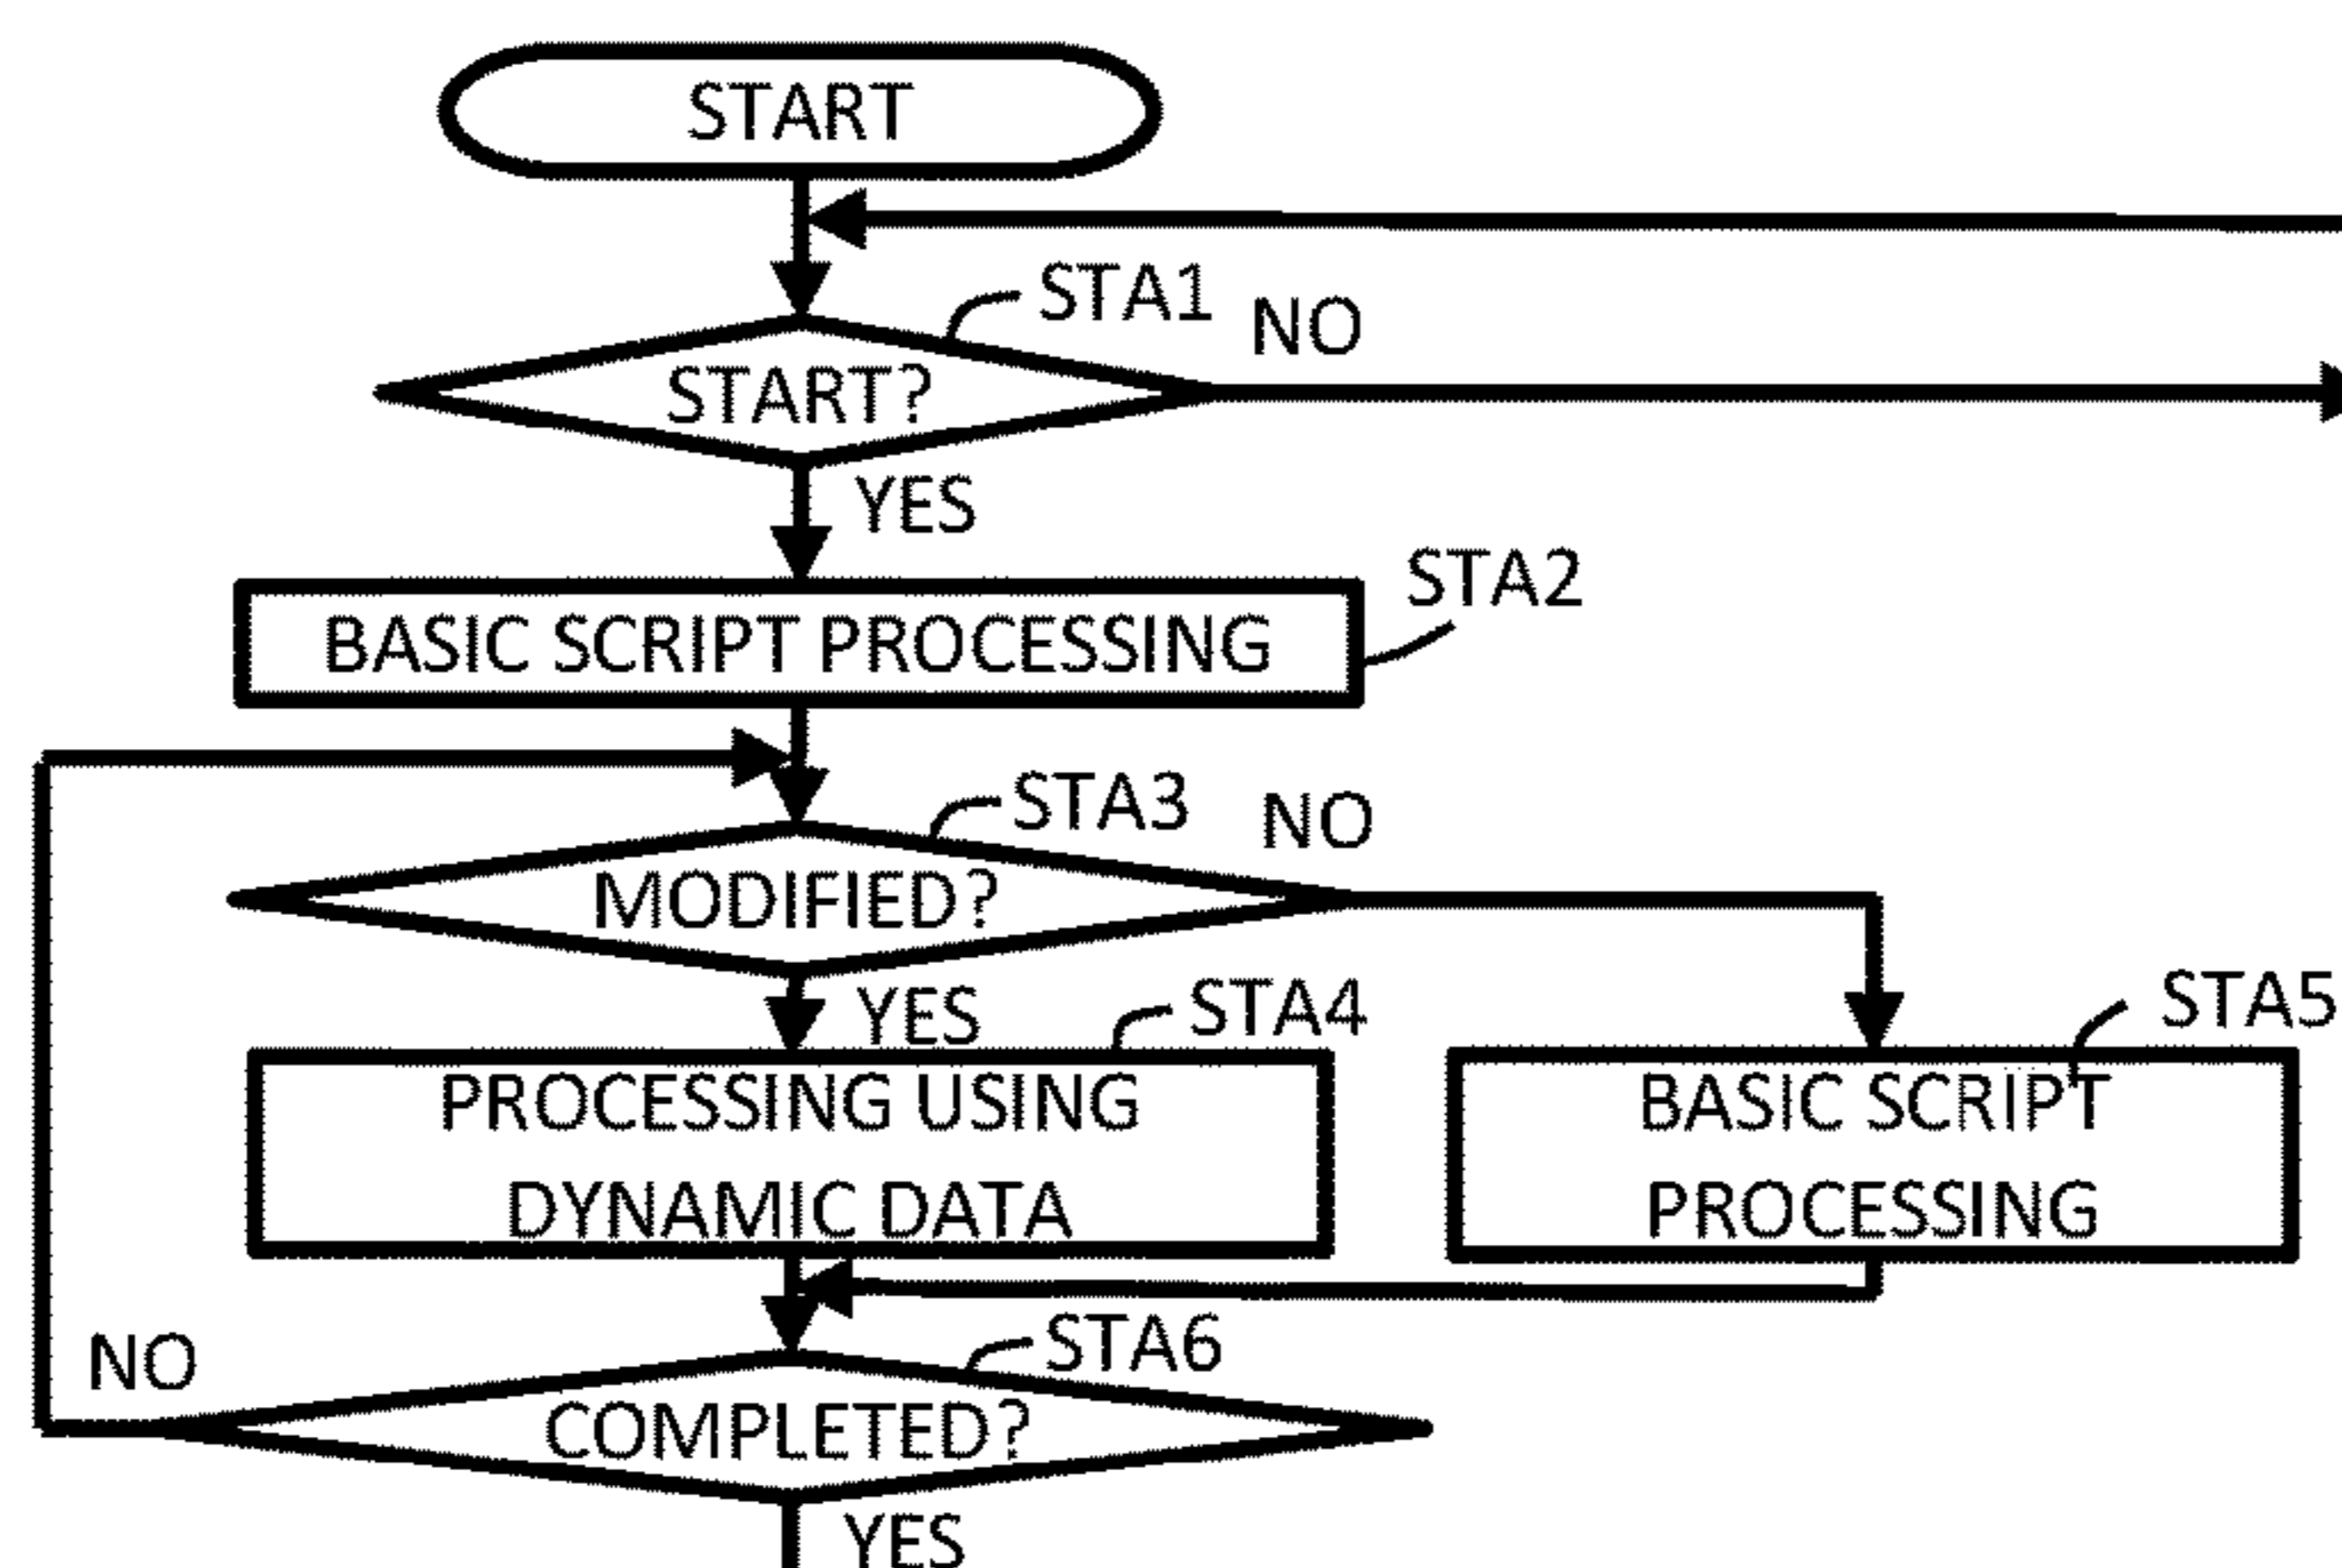 START
STA1
NO
START?
YES
STA2
BASIC SCRIPT PROCESSING
STA3
NO
MODIFIED?
YES
STA4
STA5
PROCESSING USING
DYNAMIC DATA
BASIC SCRIPT
PROCESSING
STA6
NO
COMPLETED?
YES